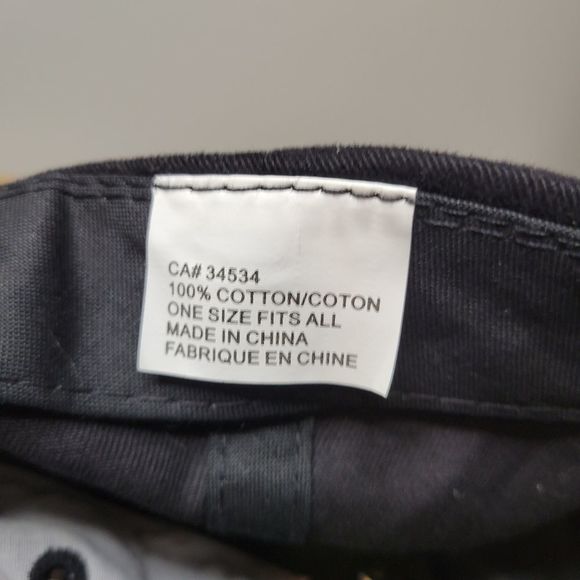 CA# 34534
100% COTTON/COTON
ONE SIZE FITS ALL
MADE IN CHINA
FABRIQUE EN CHINE